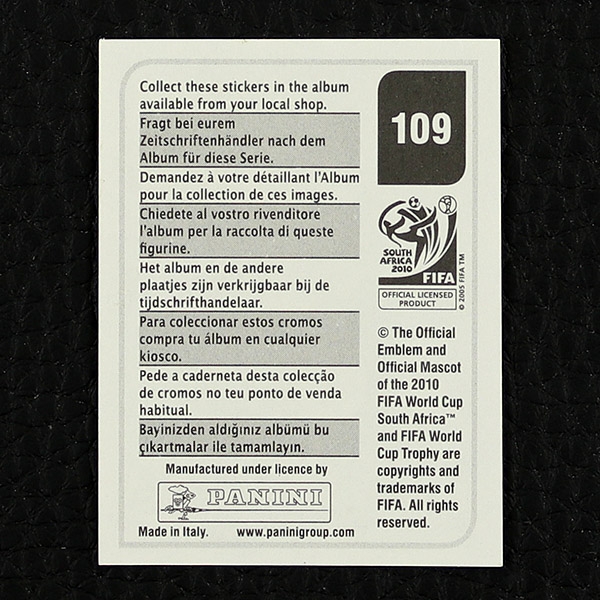 Collect these stickers in the album
available from your local shop.
Fragt bei eurem
Zeitschriftenhändler nach dem
Album für diese Serie.
Demandez à votre détaillant l'Album
pour la collection de ces images.
Chiedete al vostro rivenditore
l'album per la raccolta di queste
figurine.
Het album en de andere
plaatjes zijn verkrijgbaar bij de
tijdschrifthandelaar.
Para coleccionar estos cromos
compra tu álbum en cualquier
kiosco.
Pede a caderneta desta colecção
de cromos no teu ponto de venda
habitual.
Bayinizden aldığınız albümü bu
çıkartmalar ile tamamlayın.
Manufactured under licence by
PANINI
Made in Italy. www.paninigroup.com
109
SOUTH
AFRICA
2010
FIFA
OFFICIAL LICENSED
PRODUCT
© 2005 FIFA TM
© The Official
Emblem and
Official Mascot
of the 2010
FIFA World Cup
South Africa™
and FIFA World
Cup Trophy are
copyrights and
trademarks of
FIFA. All rights
reserved.